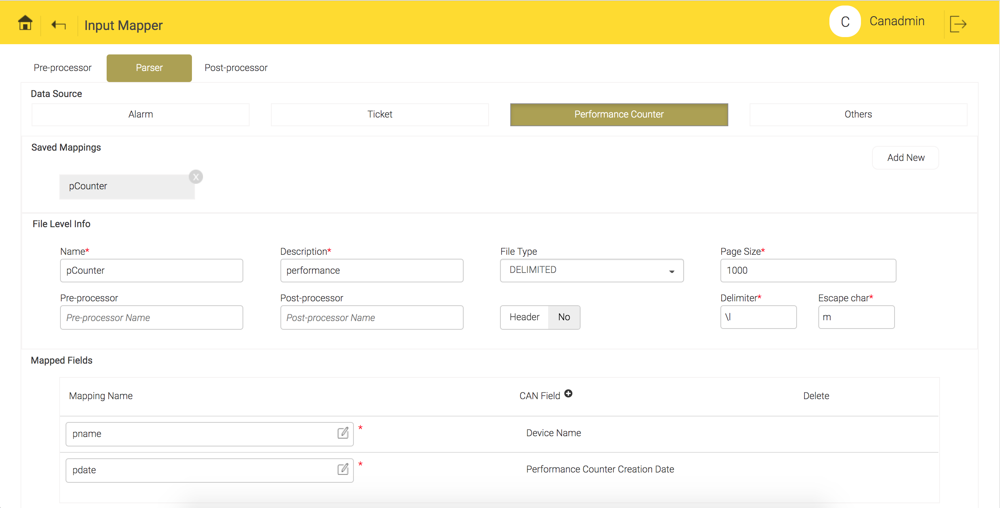 Input Mapper
C Canadmin
Pre-processor Parser Post-processor
Data Source
Alarm Ticket Performance Counter Others
Saved Mappings
Add New
X
pCounter
File Level Info
Name* Description* File Type Page Size*
pCounter performance DELIMITED 1000
Pre-processor Post-processor Delimiter* Escape char*
Pre-processor Name Post-processor Name Header No \l m
Mapped Fields
Mapping Name CAN Field Delete
pname * Device Name
pdate * Performance Counter Creation Date